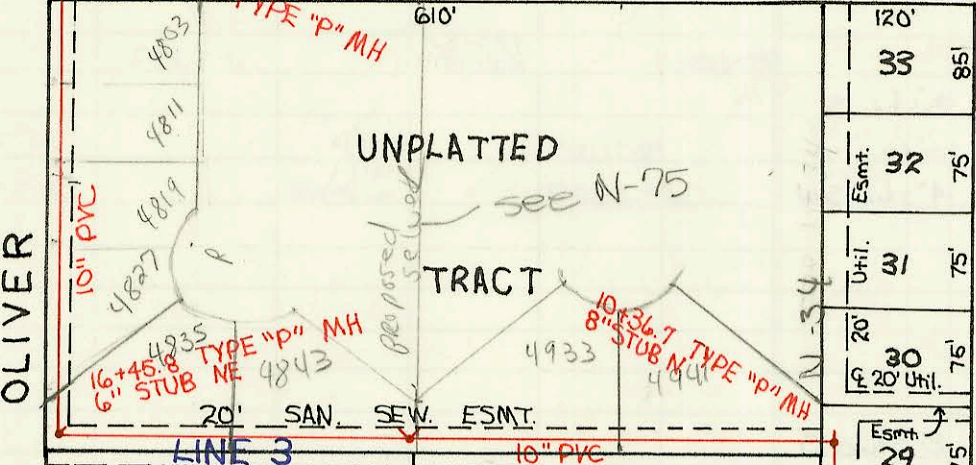 TYPE "P" MH
610'
120'
33
85'
4803
4811
UNPLATTED
Esmt.
32
75'
4819
see N-75
10" PVC
proposed
sewer
OLIVER
4827
P
TRACT
Util.
31
75'
N-34
10+36.7 TYPE "P" MH
8" STUB N
4835
16+45.8 TYPE "P" MH
6" STUB NE
4843
4933
4941
20'
30
75'
℄ 20' Util.
20' SAN. SEW. ESMT.
Esmt.
LINE 3
10" PVC
29
75'